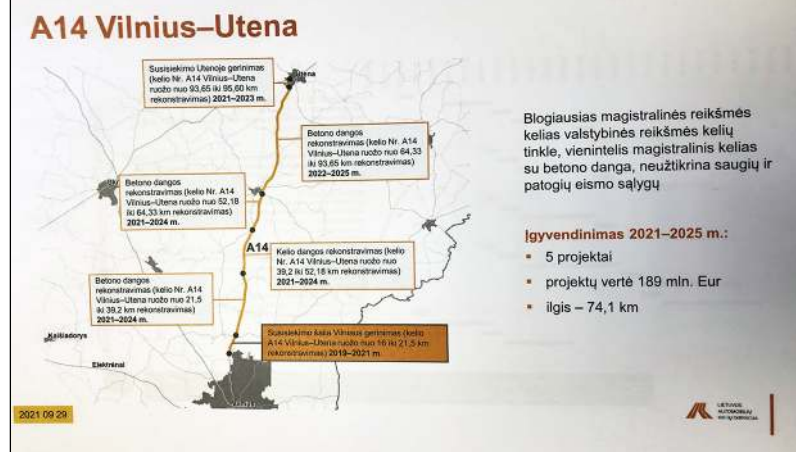 A14 Vilnius–Utena
Susisiekimo Utenoje gerinimas
(kelio Nr. A14 Vilnius–Utena
ruožo nuo 93,65 iki 95,60 km
rekonstravimas) 2021–2023 m.
Utena
Betono dangos
rekonstravimas (kelio Nr. A14
Vilnius–Utena ruožo nuo 64,33
iki 93,65 km rekonstravimas)
2022–2025 m.
Betono dangos
rekonstravimas (kelio Nr. A14
Vilnius–Utena ruožo nuo 52,18
iki 64,33 km rekonstravimas)
2021–2024 m.
A14
Kelio dangos rekonstravimas (kelio
Nr. A14 Vilnius–Utena ruožo nuo
39,2 iki 52,18 km rekonstravimas)
2021–2024 m.
Betono dangos
rekonstravimas (kelio Nr. A14
Vilnius–Utena ruožo nuo 21,5
iki 39,2 km rekonstravimas)
2021–2024 m.
Susisiekimo šalia Vilniaus gerinimas (kelio
A14 Vilnius–Utena ruožo nuo 16 iki 21,5 km
rekonstravimas) 2019–2021 m.
Kaišiadorys
Elektrėnai
Blogiausias magistralinės reikšmės
kelias valstybinės reikšmės kelių
tinkle, vienintelis magistralinis kelias
su betono danga, neužtikrina saugių ir
patogių eismo sąlygų
Įgyvendinimas 2021–2025 m.:
▪ 5 projektai
▪ projektų vertė 189 mln. Eur
▪ ilgis – 74,1 km
2021 09 29
LIETUVOS
AUTOMOBILIŲ
KELIŲ DIREKCIJA